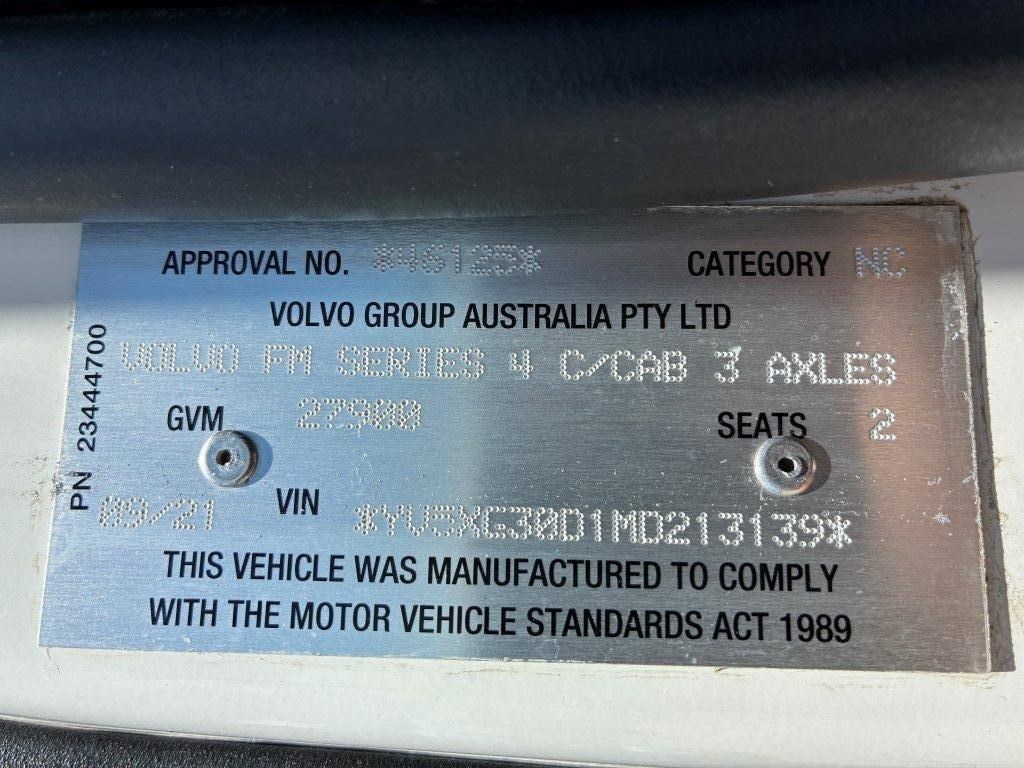 APPROVAL NO. *46125* CATEGORY NC
VOLVO GROUP AUSTRALIA PTY LTD
VOLVO FM SERIES 4 C/CAB 3 AXLES
GVM 27900 SEATS 2
PN 23444700
09/21 VIN *YV5XG30D1MD213139*
THIS VEHICLE WAS MANUFACTURED TO COMPLY
WITH THE MOTOR VEHICLE STANDARDS ACT 1989